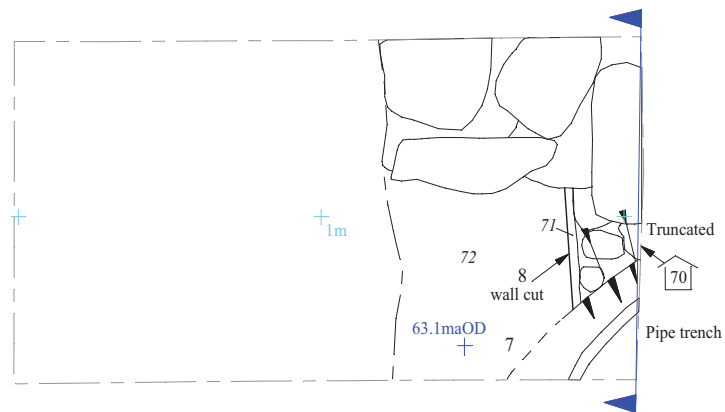 1m
Truncated
71
72
70
8
wall cut
63.1maOD
7
Pipe trench